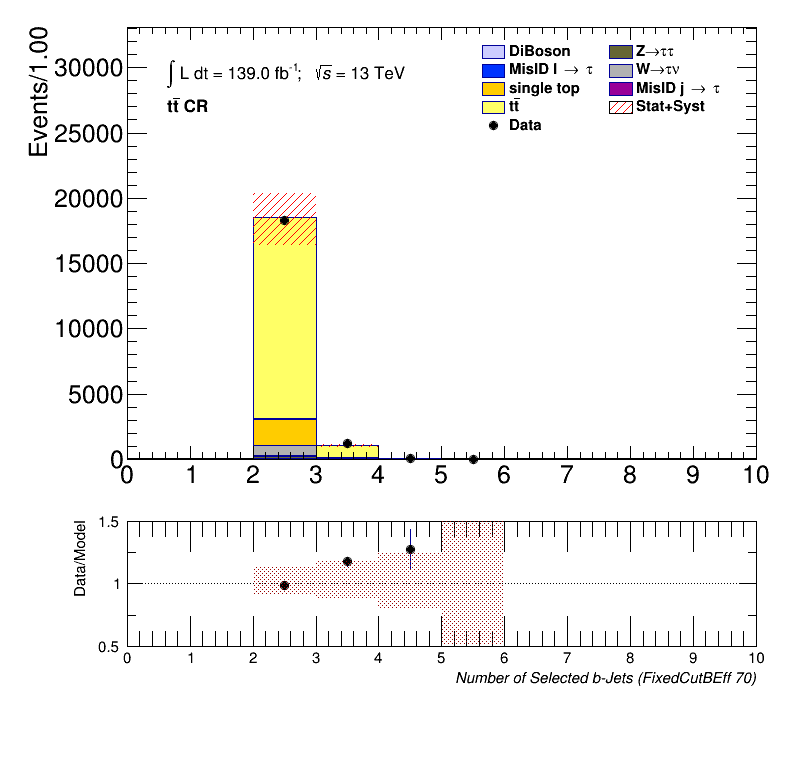 Events/1.00
30000
25000
20000
15000
10000
5000
0
∫ L dt = 139.0 fb⁻¹; √s = 13 TeV
tt̄ CR
DiBoson
MisID l → τ
single top
tt̄
Data
Z→ττ
W→τν
MisID j → τ
Stat+Syst
0 1 2 3 4 5 6 7 8 9 10
Data/Model
1.5
1
0.5
0 1 2 3 4 5 6 7 8 9 10
Number of Selected b-Jets (FixedCutBEff 70)